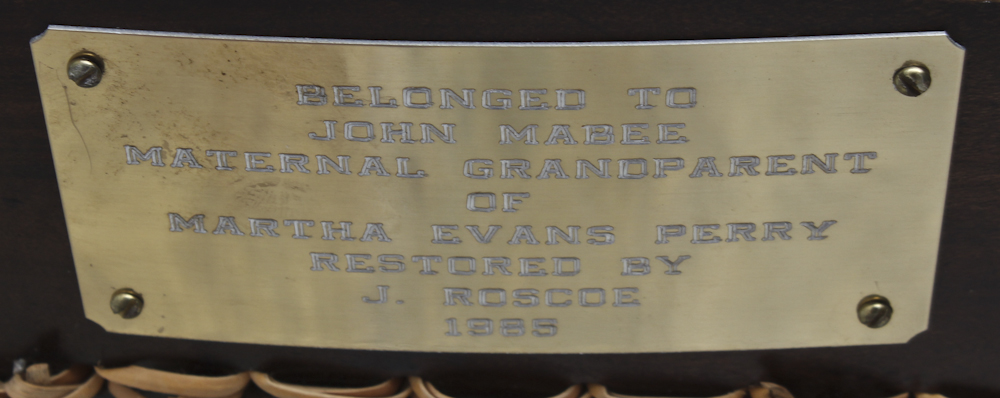 BELONGED TO
JOHN MABEE
MATERNAL GRANDPARENT
OF
MARTHA EVANS PERRY
RESTORED BY
J. ROSCOE
1985